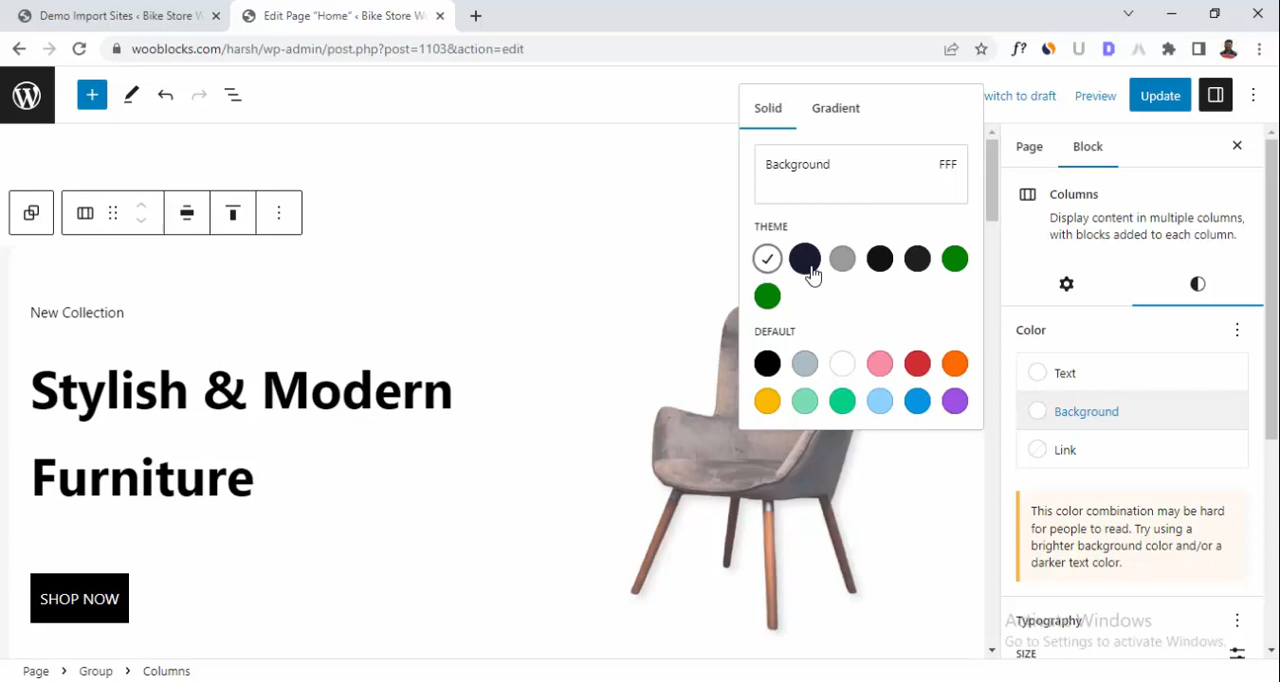 Demo Import Sites ‹ Bike Store W
Edit Page "Home" ‹ Bike Store Wo
wooblocks.com/harsh/wp-admin/post.php?post=1103&action=edit
f?
U
D
witch to draft
Preview
Update
Solid
Gradient
Page
Block
Background
FFF
Columns
Display content in multiple columns,
with blocks added to each column.
THEME
New Collection
Stylish & Modern
Furniture
SHOP NOW
DEFAULT
Color
Text
Background
Link
This color combination may be hard
for people to read. Try using a
brighter background color and/or a
darker text color.
Activate Windows
Typography
Go to Settings to activate Windows.
SIZE
Page > Group > Columns